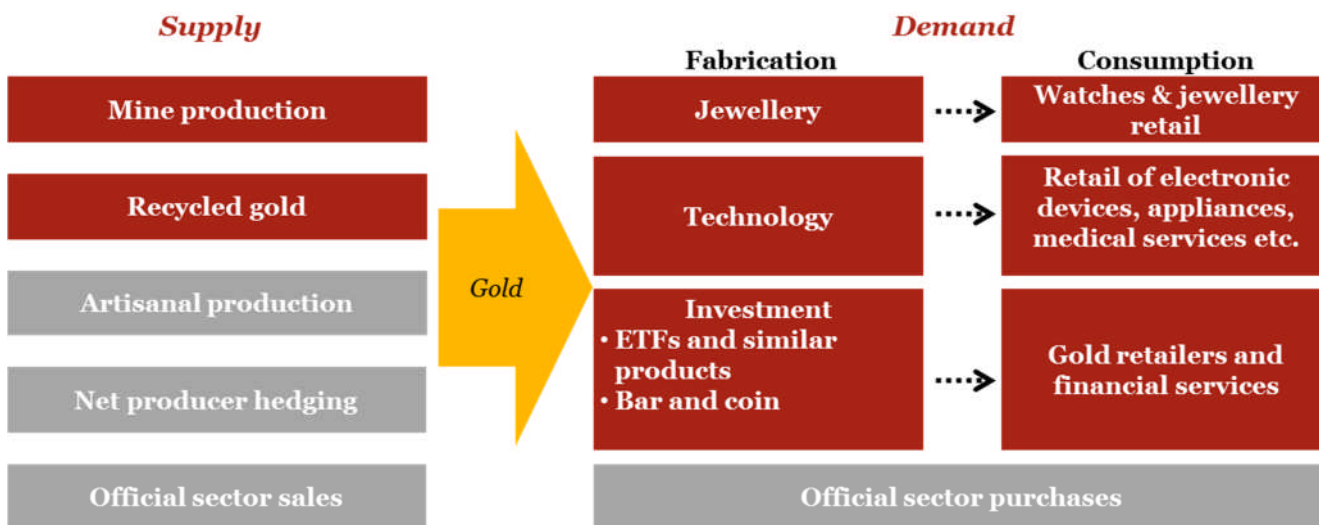 Supply
Demand
Fabrication
Consumption
Mine production
Recycled gold
Artisanal production
Net producer hedging
Official sector sales
Gold
Jewellery
Watches & jewellery
retail
Technology
Retail of electronic
devices, appliances,
medical services etc.
Investment
• ETFs and similar
products
• Bar and coin
Gold retailers and
financial services
Official sector purchases